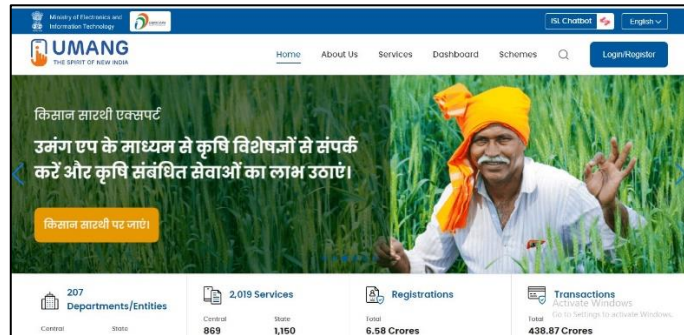 Ministry of Electronics and
Information Technology
ISL Chatbot
English
UMANG
THE SPIRIT OF NEW INDIA
Home
About Us
Services
Dashboard
Schemes
Login/Register
किसान सारथी एक्सपर्ट
उमंग एप के माध्यम से कृषि विशेषज्ञों से संपर्क
करें और कृषि संबंधित सेवाओं का लाभ उठाएं।
किसान सारथी पर जाएं।
207
Departments/Entities
Central
State
2,019 Services
Central
State
869
1,150
Registrations
Total
6.58 Crores
Transactions
Total
438.87 Crores
Activate Windows
Go to Settings to activate Windows.